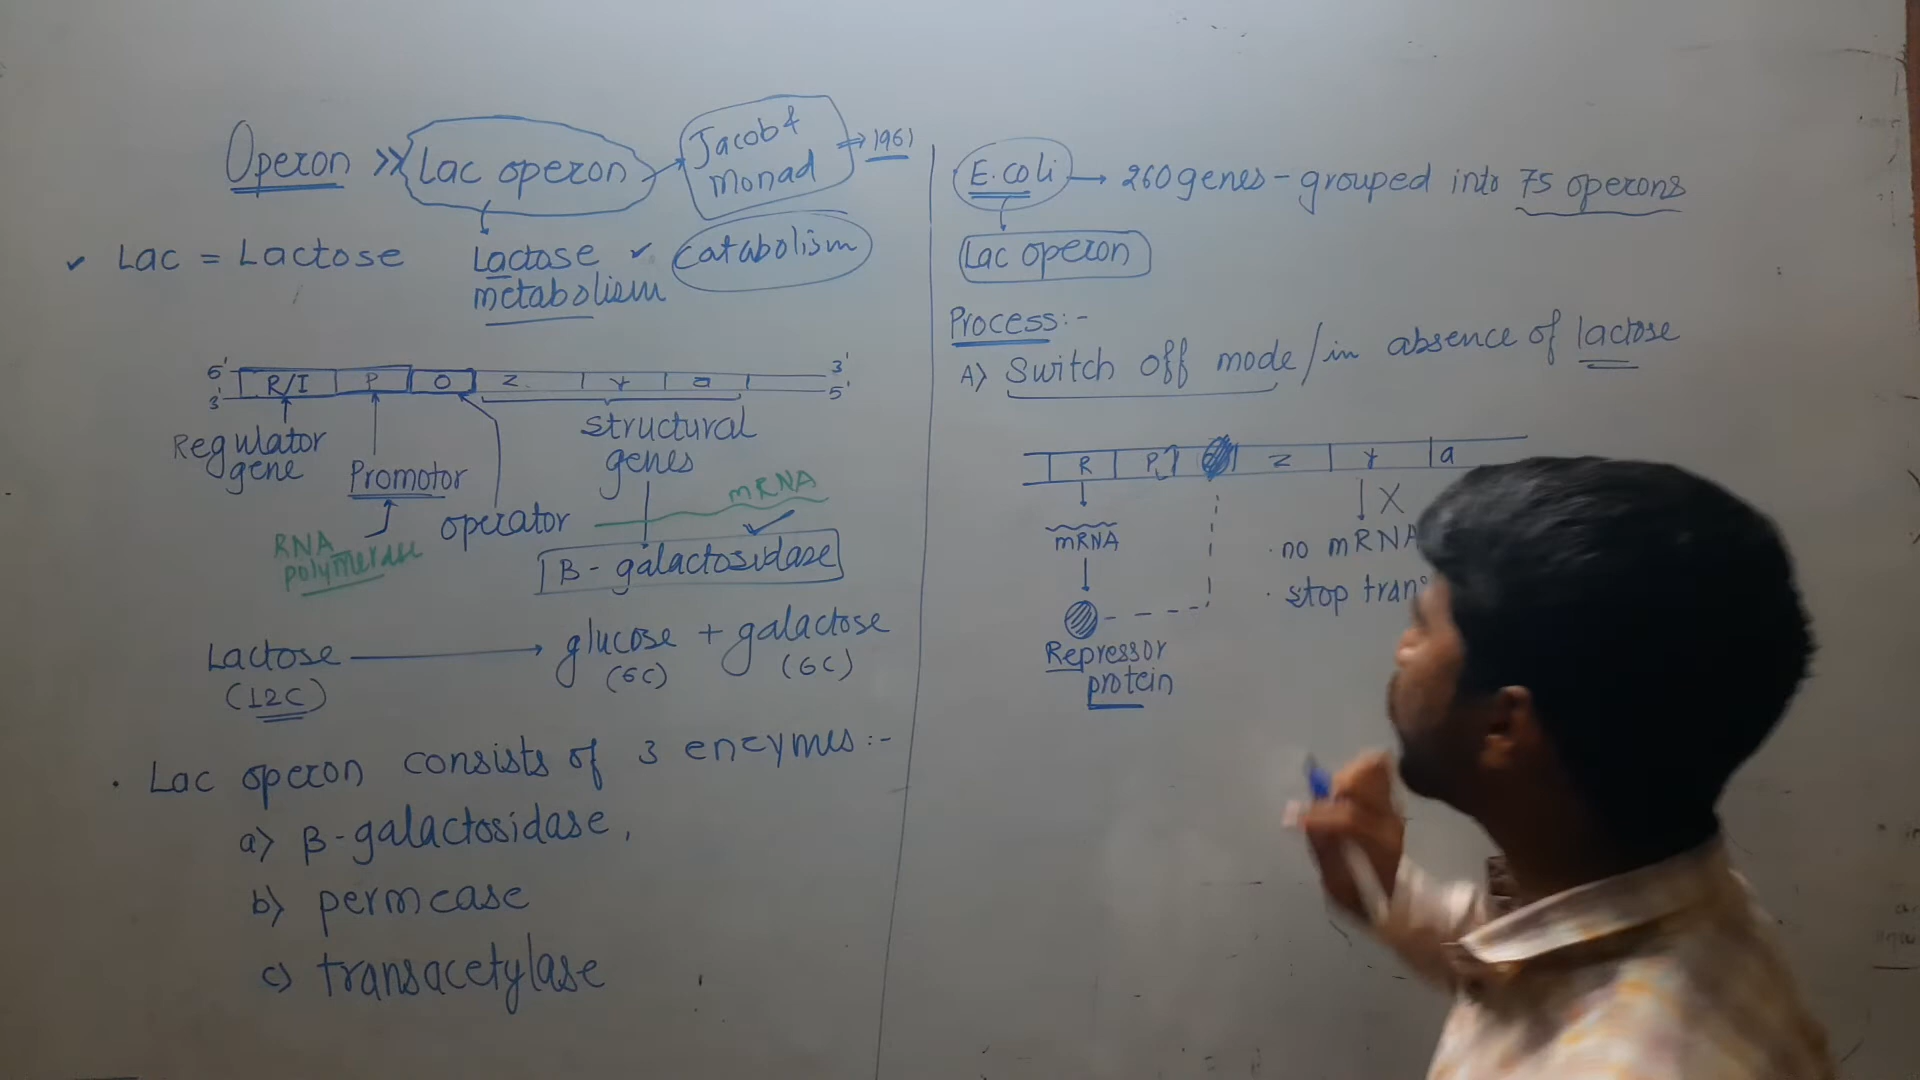 Operon >> Lac operon → Jacob & Monad ⇒ 1961
✓ Lac = Lactose
Lactase ✓ catabolism
metabolism
5' R/I P O z y a 3'
3' 5'
Regulator
gene
Promotor
operator
structural
genes
mRNA
RNA
polymerase
B-galactosidase
Lactose → glucose + galactose
(12C) (6C) (6C)
· Lac operon consists of 3 enzymes:-
a) β-galactosidase,
b) permease
c) transacetylase
E.coli → 260 genes - grouped into 75 operons
Lac operon
Process:-
A) Switch off mode/in absence of lactose
R P z y a
mRNA
Repressor
protein
X
· no mRNA
· stop